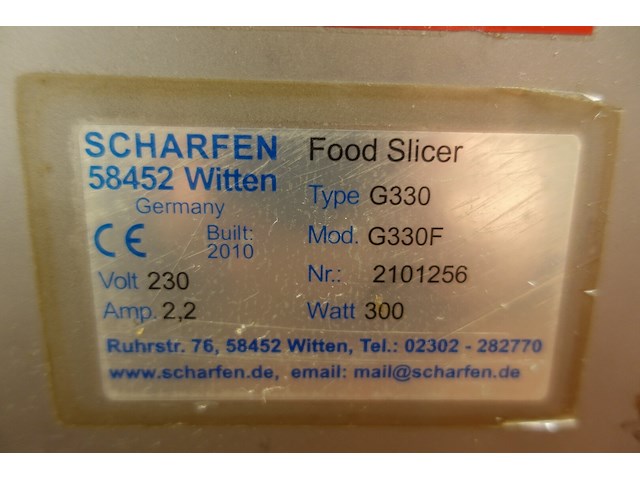 SCHARFEN
58452 Witten
Germany
CE
Built:
2010
Volt 230
Amp. 2,2
Food Slicer
Type G330
Mod. G330F
Nr.: 2101256
Watt 300
Ruhrstr. 76, 58452 Witten, Tel.: 02302 - 282770
www.scharfen.de, email: mail@scharfen.de